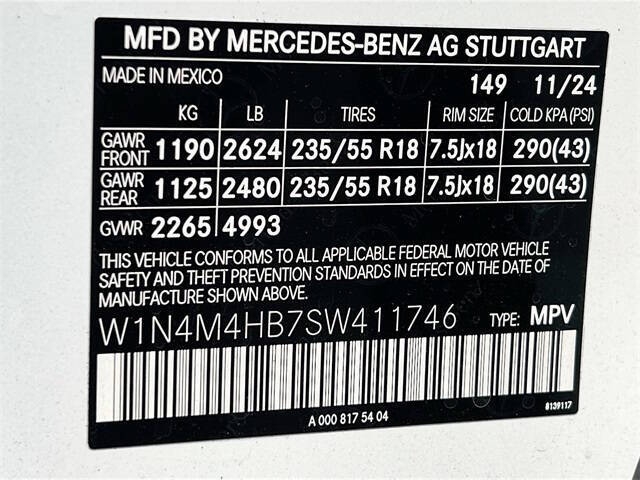 MFD BY MERCEDES-BENZ AG STUTTGART
MADE IN MEXICO 149 11/24
KG LB TIRES RIM SIZE COLD KPA (PSI)
GAWR FRONT 1190 2624 235/55 R18 7.5Jx18 290(43)
GAWR REAR 1125 2480 235/55 R18 7.5Jx18 290(43)
GVWR 2265 4993
THIS VEHICLE CONFORMS TO ALL APPLICABLE FEDERAL MOTOR VEHICLE
SAFETY AND THEFT PREVENTION STANDARDS IN EFFECT ON THE DATE OF
MANUFACTURE SHOWN ABOVE.
W1N4M4HB7SW411746 TYPE: MPV
A 000 817 54 04 8139117